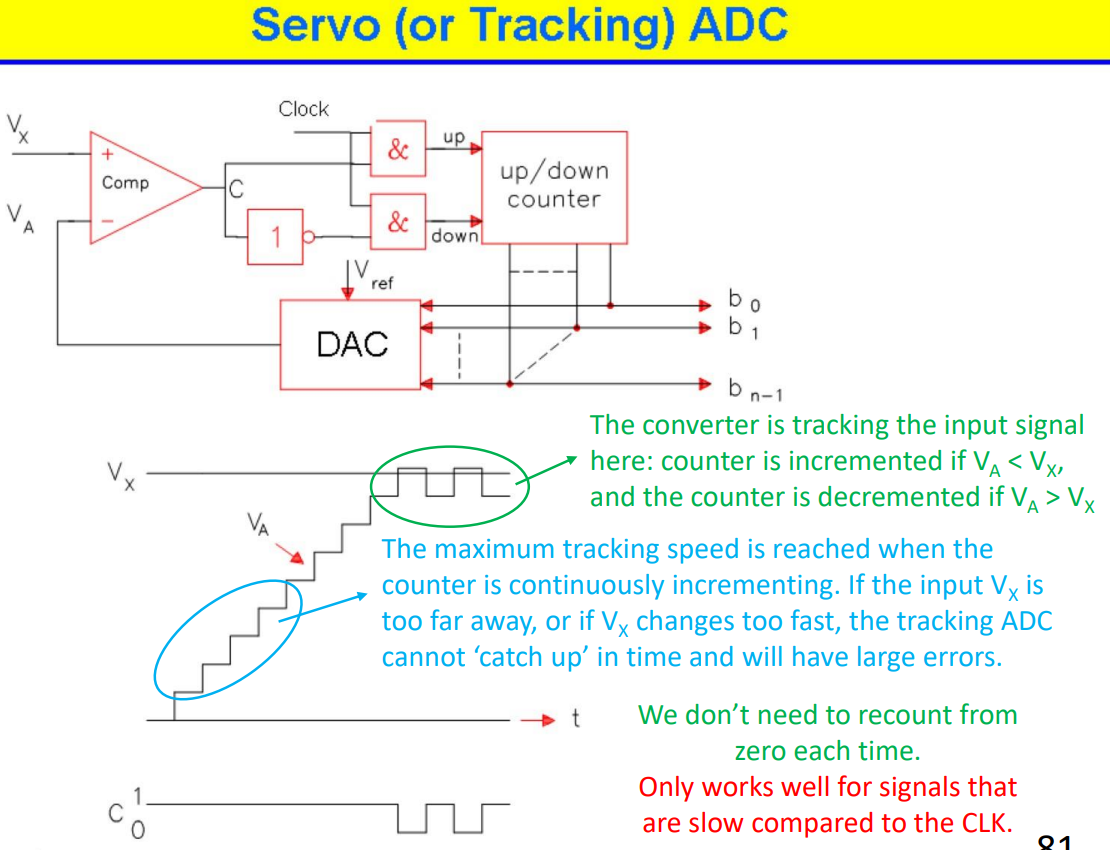 Servo (or Tracking) ADC
Clock
V_X
+
Comp
C
&
up
up/down
counter
V_A
−
1
&
down
V_ref
DAC
b_0
b_1
b_n−1
The converter is tracking the input signal
here: counter is incremented if V_A < V_X,
and the counter is decremented if V_A > V_X
V_X
V_A
The maximum tracking speed is reached when the
counter is continuously incrementing. If the input V_X is
too far away, or if V_X changes too fast, the tracking ADC
cannot ‘catch up’ in time and will have large errors.
t
We don’t need to recount from
zero each time.
Only works well for signals that
are slow compared to the CLK.
C
1
0
81